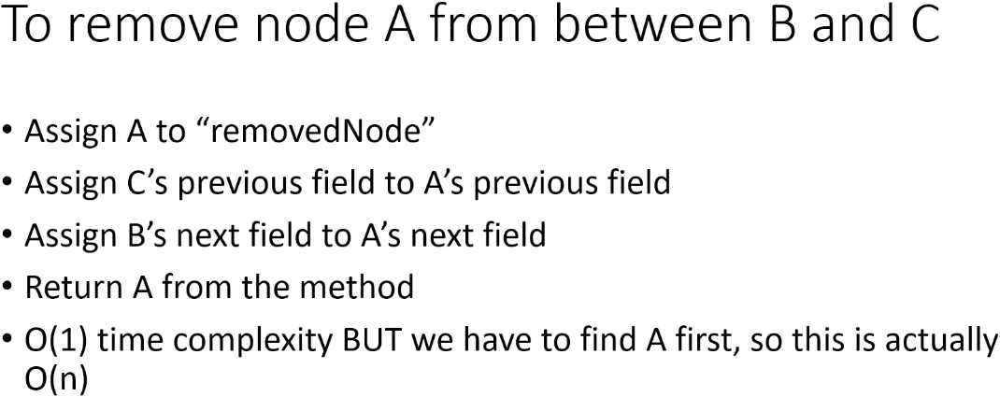 To remove node A from between B and C
• Assign A to “removedNode”
• Assign C’s previous field to A’s previous field
• Assign B’s next field to A’s next field
• Return A from the method
• O(1) time complexity BUT we have to find A first, so this is actually
O(n)